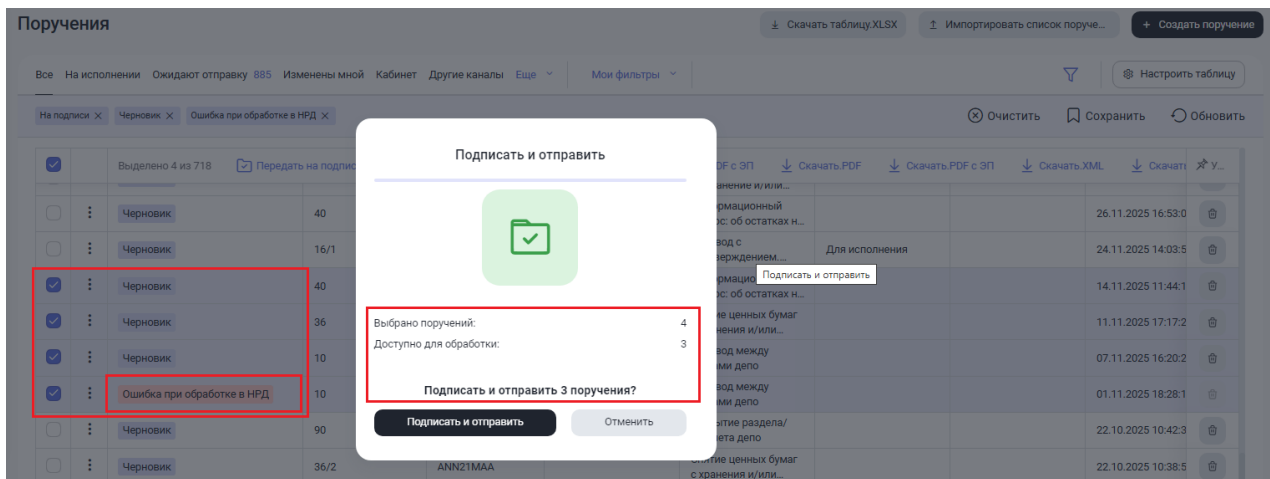 Поручения
Скачать таблицу.XLSX
Импортировать список поруче...
+ Создать поручение
Все На исполнении Ожидают отправку 885 Изменены мной Кабинет Другие каналы Еще Мои фильтры
Настроить таблицу
На подписи × Черновик × Ошибка при обработке в НРД ×
Очистить Сохранить Обновить
Выделено 4 из 718 Передать на подпис
DF с ЭП Скачать.PDF Скачать.PDF с ЭП Скачать.XML Скачать У...
анение и/или...
Черновик 40 26.11.2025 16:53:0
ос: об остатках н...
Черновик 16/1 Для исполнения 24.11.2025 14:03:5
Черновик 40 14.11.2025 11:44:1
ос: об остатках н...
Черновик 36 ие ценных бумаг 11.11.2025 17:17:2
нения и/или...
Черновик 10 вод между 07.11.2025 16:20:2
ами депо
Ошибка при обработке в НРД 10 вод между 01.11.2025 18:28:1
ами депо
Черновик 90 ытие раздела/ 22.10.2025 10:42:3
ета депо
Черновик 36/2 ANN21MAA Снятие ценных бумаг 22.10.2025 10:38:5
с хранения и/или...
Подписать и отправить
Подписать и отправить
Выбрано поручений: 4
Доступно для обработки: 3
Подписать и отправить 3 поручения?
Подписать и отправить
Отменить